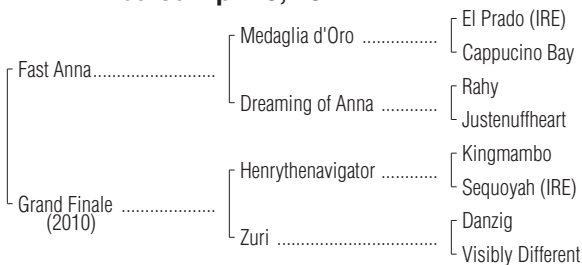 Medaglia d'Oro ................
El Prado (IRE)
Cappucino Bay
Fast Anna..........................
Dreaming of Anna ............
Rahy
Justenuffheart
Henrythenavigator ............
Kingmambo
Sequoyah (IRE)
Grand Finale ....................
(2010)
Zuri ..................................
Danzig
Visibly Different